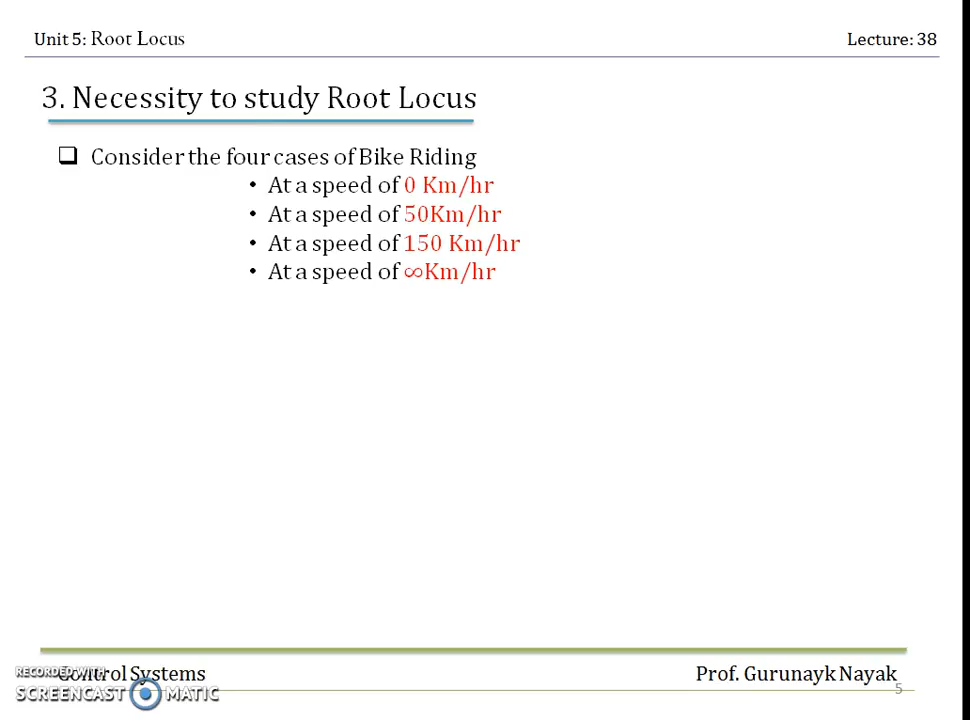 Unit 5: Root Locus
Lecture: 38
3. Necessity to study Root Locus
❑ Consider the four cases of Bike Riding
• At a speed of 0 Km/hr
• At a speed of 50Km/hr
• At a speed of 150 Km/hr
• At a speed of ∞Km/hr
RECORDED WITH
Control Systems
Prof. Gurunayk Nayak
SCREENCAST MATIC
5